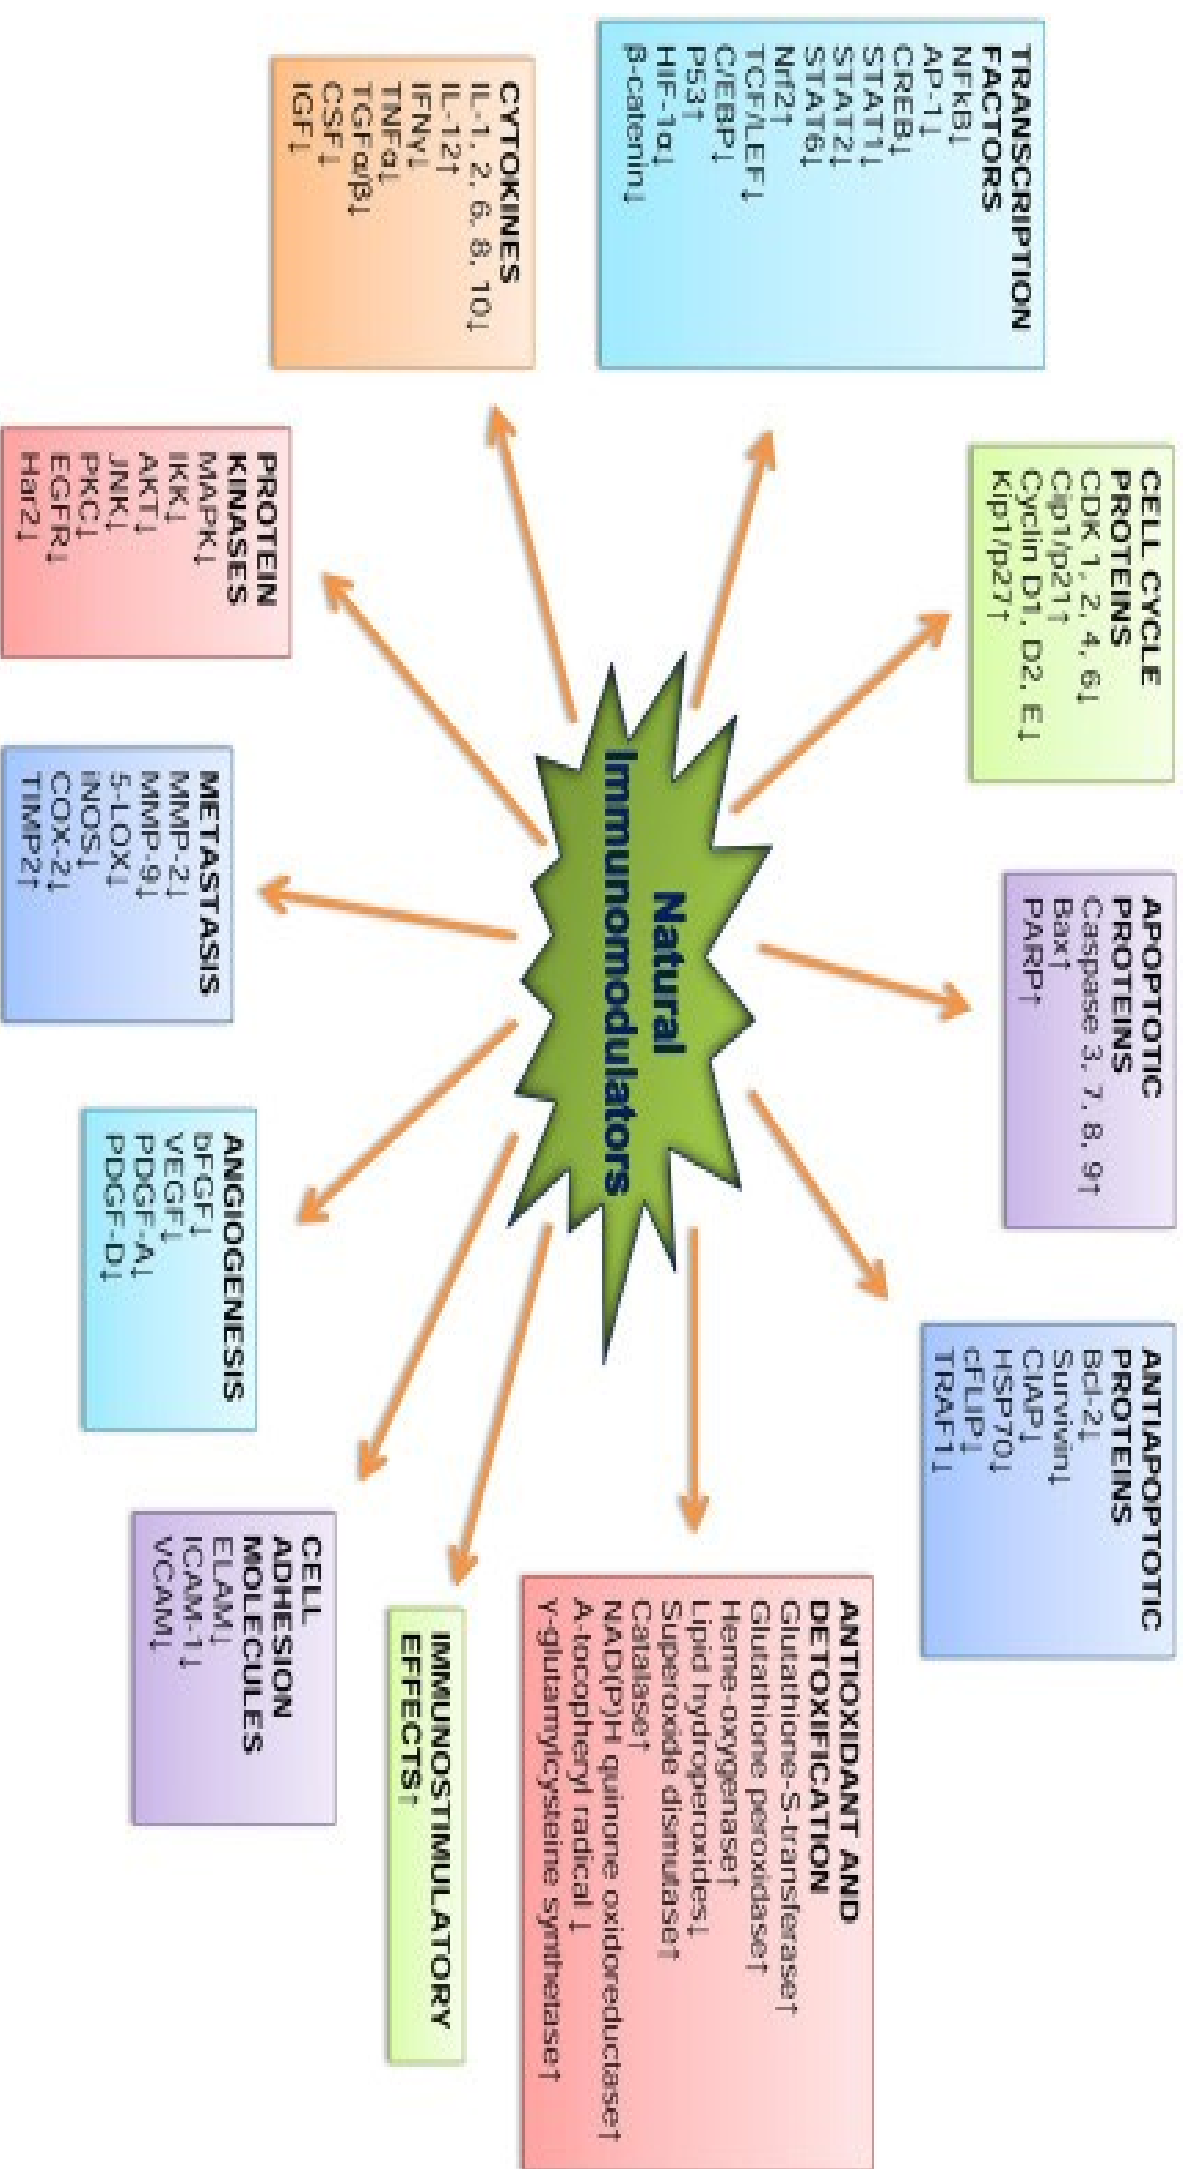 TRANSCRIPTION
FACTORS
NFkB↓
AP-1↓
CREB↓
STAT1↓
STAT2↓
STAT6↓
Nrf2↑
TCF/LEF↓
C/EBP↓
P53↑
HIF-1α↓
β-catenin↓
CELL CYCLE
PROTEINS
CDK 1, 2, 4, 6↓
Cip1/p21↑
Cyclin D1, D2, E↓
Kip1/p27↑
APOPTOTIC
PROTEINS
Caspase 3, 7, 8, 9↑
Bax↑
PARP↑
ANTIAPOPTOTIC
PROTEINS
Bcl-2↓
Survivin↓
CIAP↓
HSP70↓
cFLIP↓
TRAF1↓
ANTIOXIDANT AND
DETOXIFICATION
Glutathione-S-transferase↑
Glutathione peroxidase↑
Heme-oxygenase↑
Lipid hydroperoxides↓
Superoxide dismutase↑
Catalase↑
NAD(P)H quinone oxidoreductase↑
A-tocopheryl radical ↓
γ-glutamylcysteine synthetase↑
Natural
Immunomodulators
CYTOKINES
IL-1, 2, 6, 8, 10↓
IL-12↑
IFNγ↓
TNFα↓
TGFα/β↓
CSF↓
IGF↓
PROTEIN
KINASES
MAPK↓
IKK↓
AKT↓
JNK↓
PKC↓
EGFR↓
Har2↓
METASTASIS
MMP-2↓
MMP-9↓
5-LOX↓
iNOS↓
COX-2↓
TIMP2↑
ANGIOGENESIS
bFGF↓
VEGF↓
PDGF-A↓
PDGF-D↓
CELL
ADHESION
MOLECULES
ELAM↓
ICAM-1↓
VCAM↓
IMMUNOSTIMULATORY
EFFECTS↑